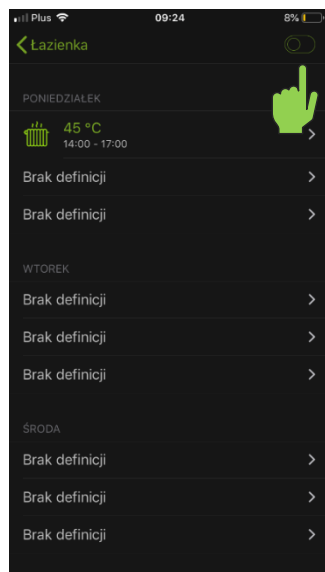 Plus 09:24 8%
Łazienka
PONIEDZIAŁEK
45 °C
14:00 - 17:00
Brak definicji
Brak definicji
WTOREK
Brak definicji
Brak definicji
Brak definicji
ŚRODA
Brak definicji
Brak definicji
Brak definicji